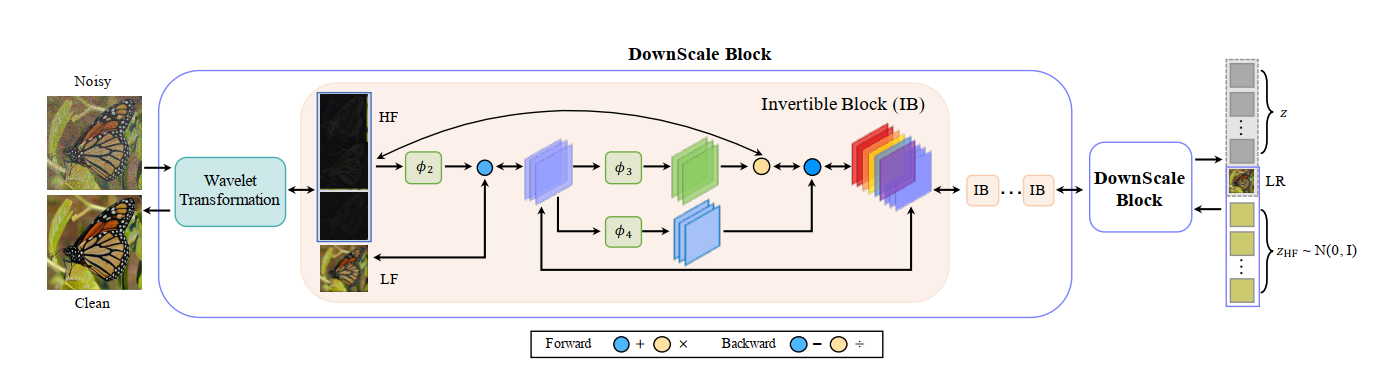 DownScale Block
Noisy
Invertible Block (IB)
HF
z
ϕ2
ϕ3
Wavelet
Transformation
IB ... IB
DownScale
Block
LR
ϕ4
zHF ~ N(0, I)
LF
Clean
Forward + × Backward − ÷